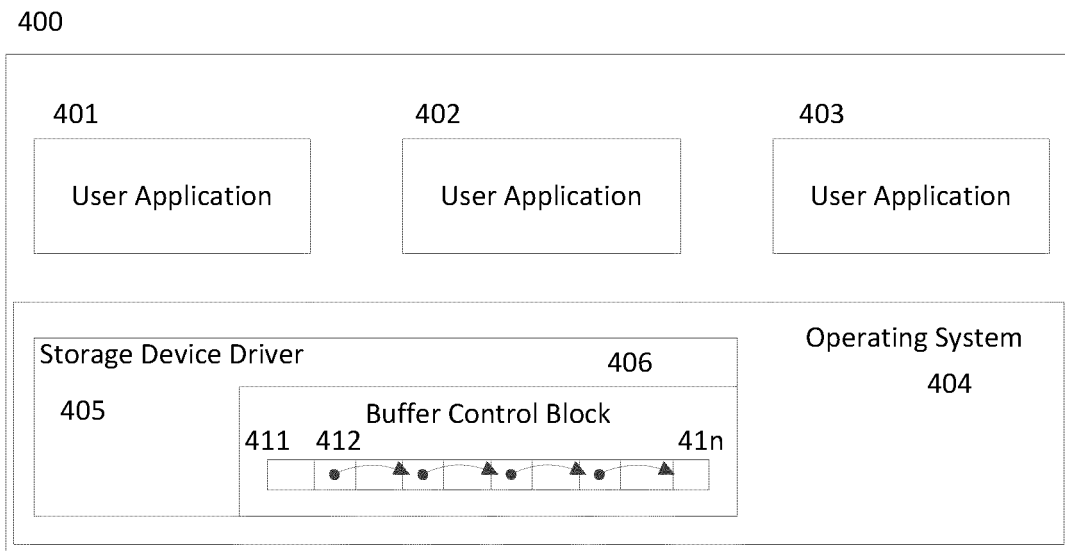 400
401
402
403
User Application
User Application
User Application
Storage Device Driver
406
Operating System
404
405
Buffer Control Block
411
412
41n